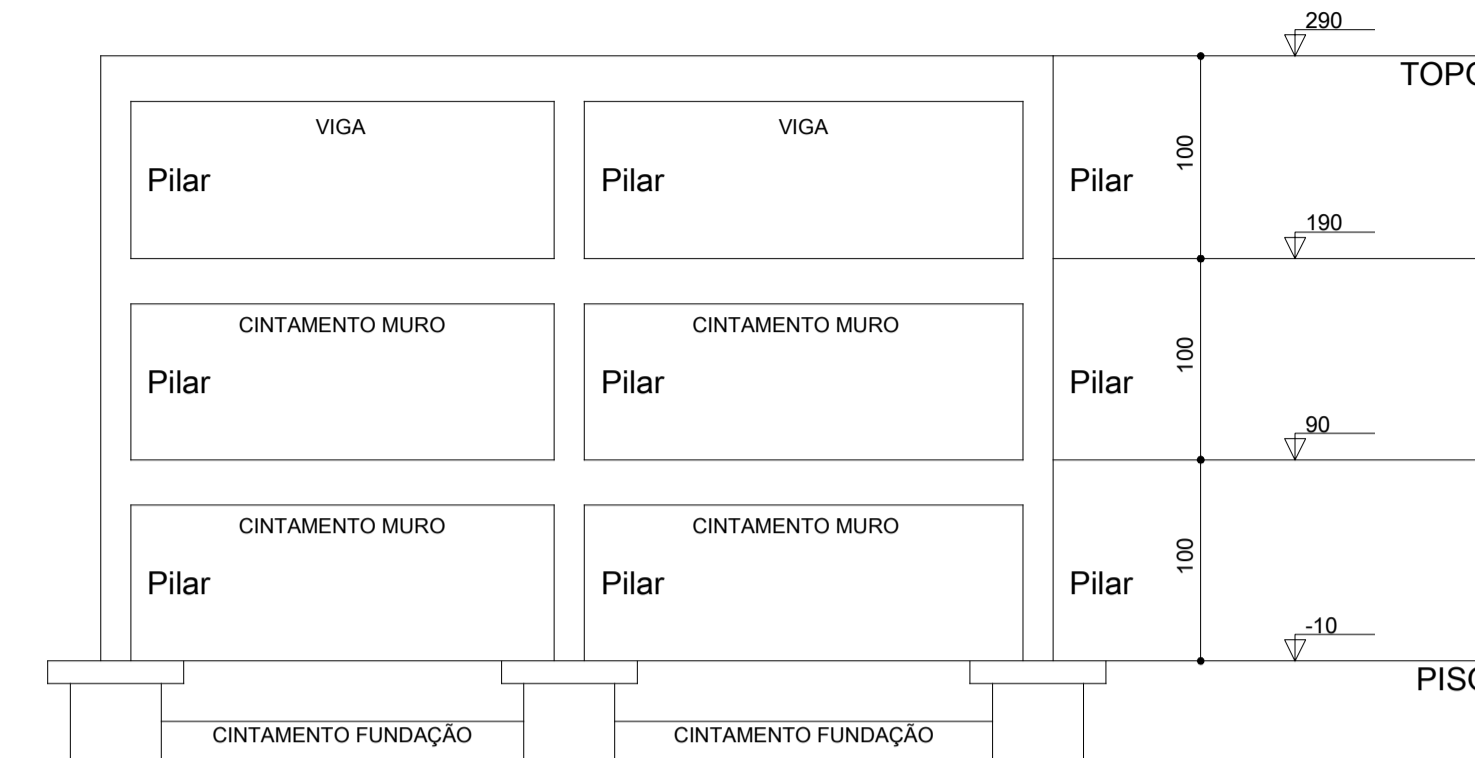 290
TOPO
VIGA
VIGA
100
Pilar
Pilar
Pilar
190
CINTAMENTO MURO
CINTAMENTO MURO
100
Pilar
Pilar
Pilar
90
CINTAMENTO MURO
CINTAMENTO MURO
100
Pilar
Pilar
Pilar
-10
PISO
CINTAMENTO FUNDAÇÃO
CINTAMENTO FUNDAÇÃO